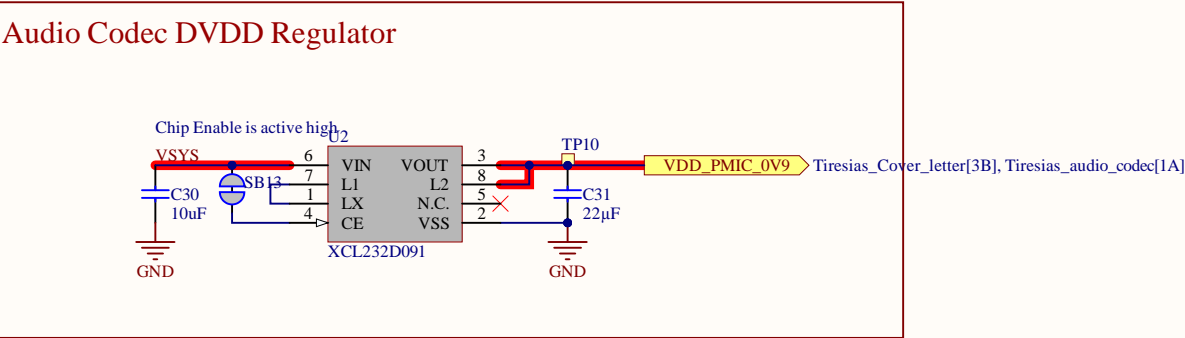 Audio Codec DVDD Regulator
Chip Enable is active high
U2
TP10
VSYS
6
VIN
VOUT
3
VDD_PMIC_0V9
Tiresias_Cover_letter[3B], Tiresias_audio_codec[1A]
SB13
7
L1
L2
8
C30
1
LX
N.C.
5
C31
10uF
4
CE
VSS
2
22µF
XCL232D091
GND
GND